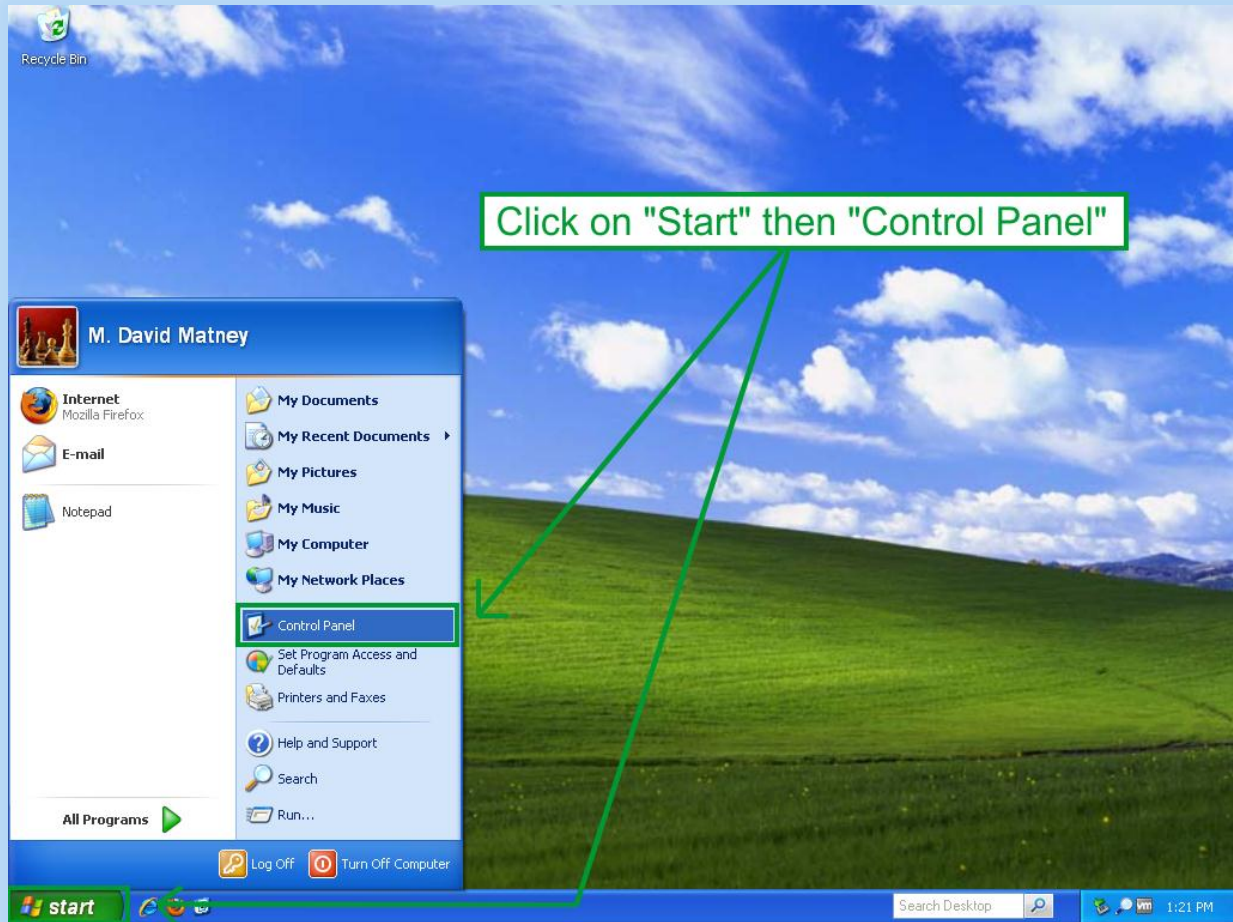 Recycle Bin
Click on "Start" then "Control Panel"
M. David Matney
Internet
Mozilla Firefox
E-mail
Notepad
All Programs
My Documents
My Recent Documents
My Pictures
My Music
My Computer
My Network Places
Control Panel
Set Program Access and
Defaults
Printers and Faxes
Help and Support
Search
Run...
Log Off
Turn Off Computer
start
Search Desktop
vm
1:21 PM